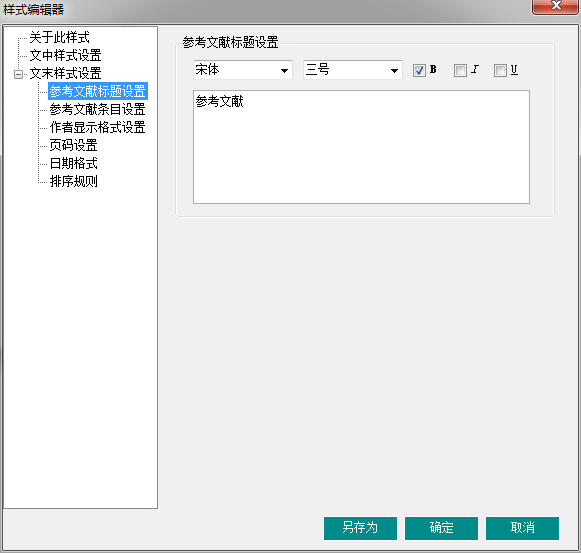 样式编辑器
关于此样式
文中样式设置
文末样式设置
参考文献标题设置
参考文献条目设置
作者显示格式设置
页码设置
日期格式
排序规则
参考文献标题设置
宋体 三号 B I U
参考文献
另存为 确定 取消